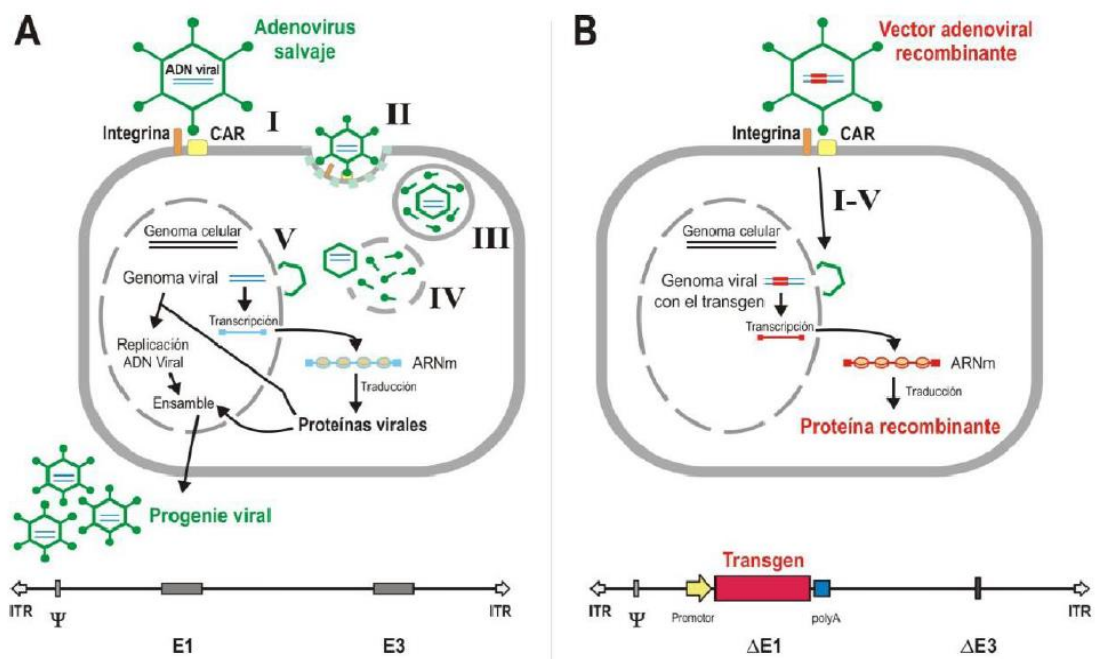 A
Adenovirus
salvaje
ADN viral
Integrina
CAR
I
II
III
IV
V
Genoma celular
Genoma viral
Transcripción
Replicación
ADN Viral
Ensamble
ARNm
Traducción
Proteínas virales
Progenie viral
ITR
Ψ
E1
E3
ITR
B
Vector adenoviral
recombinante
Integrina
CAR
I-V
Genoma celular
Genoma viral
con el transgen
Transcripción
ARNm
Traducción
Proteína recombinante
Transgen
ITR
Ψ
Promotor
polyA
ITR
ΔE1
ΔE3